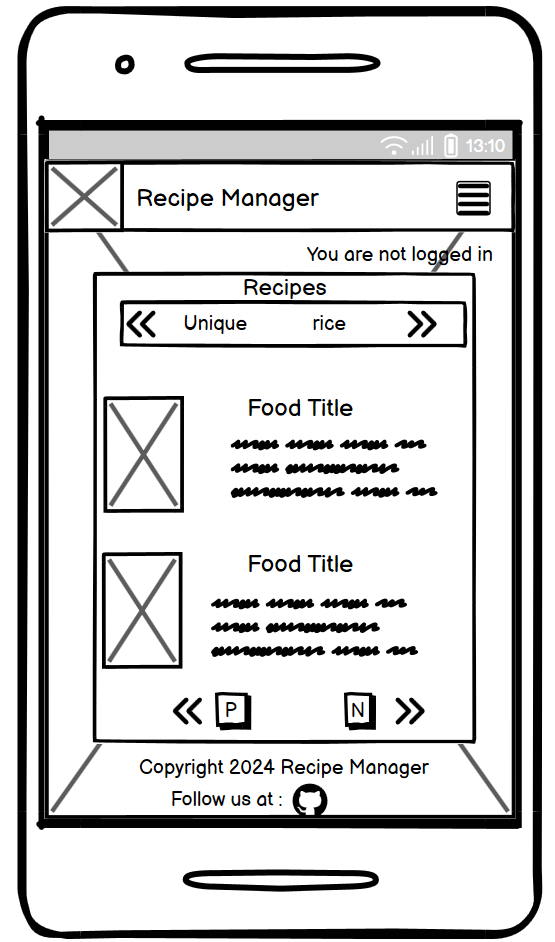 13:10
Recipe Manager
You are not logged in
Recipes
Unique rice
Food Title
Food Title
P N
Copyright 2024 Recipe Manager
Follow us at :